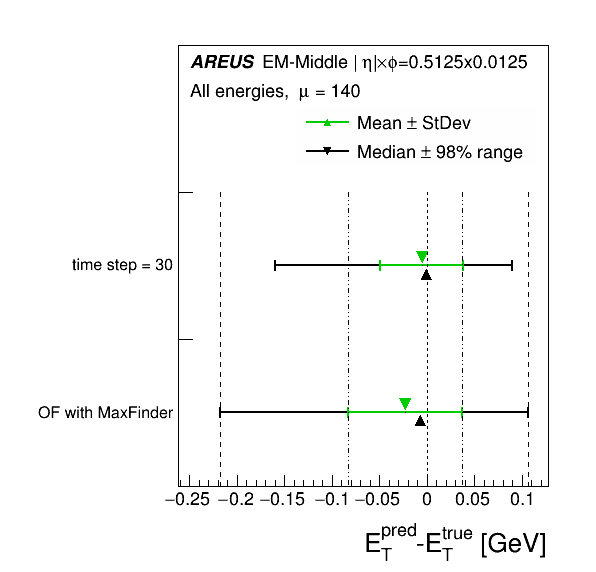 AREUS EM-Middle | η|×ϕ=0.5125x0.0125
All energies, μ = 140
Mean ± StDev
Median ± 98% range
time step = 30
OF with MaxFinder
−0.25 −0.2 −0.15 −0.1 −0.05 0 0.05 0.1
E_T^pred-E_T^true [GeV]